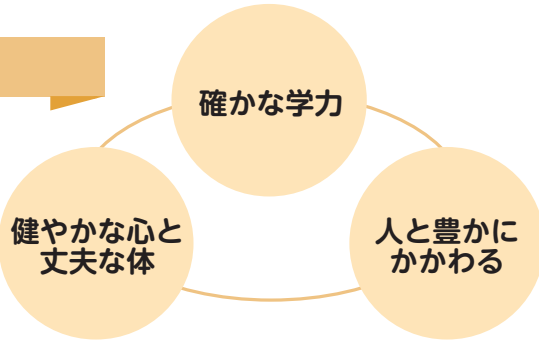 確かな学力
健やかな心と
丈夫な体
人と豊かに
かかわる